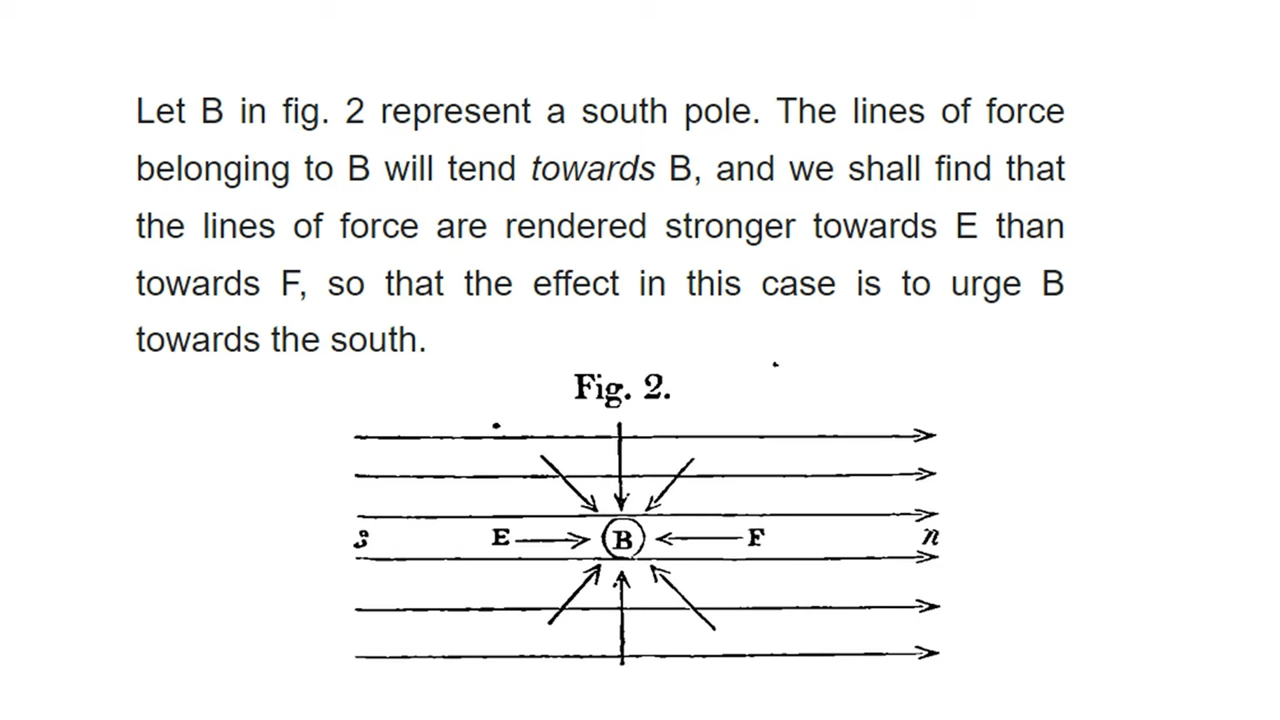 Let B in fig. 2 represent a south pole. The lines of force
belonging to B will tend towards B, and we shall find that
the lines of force are rendered stronger towards E than
towards F, so that the effect in this case is to urge B
towards the south.
Fig. 2.
s E B F n